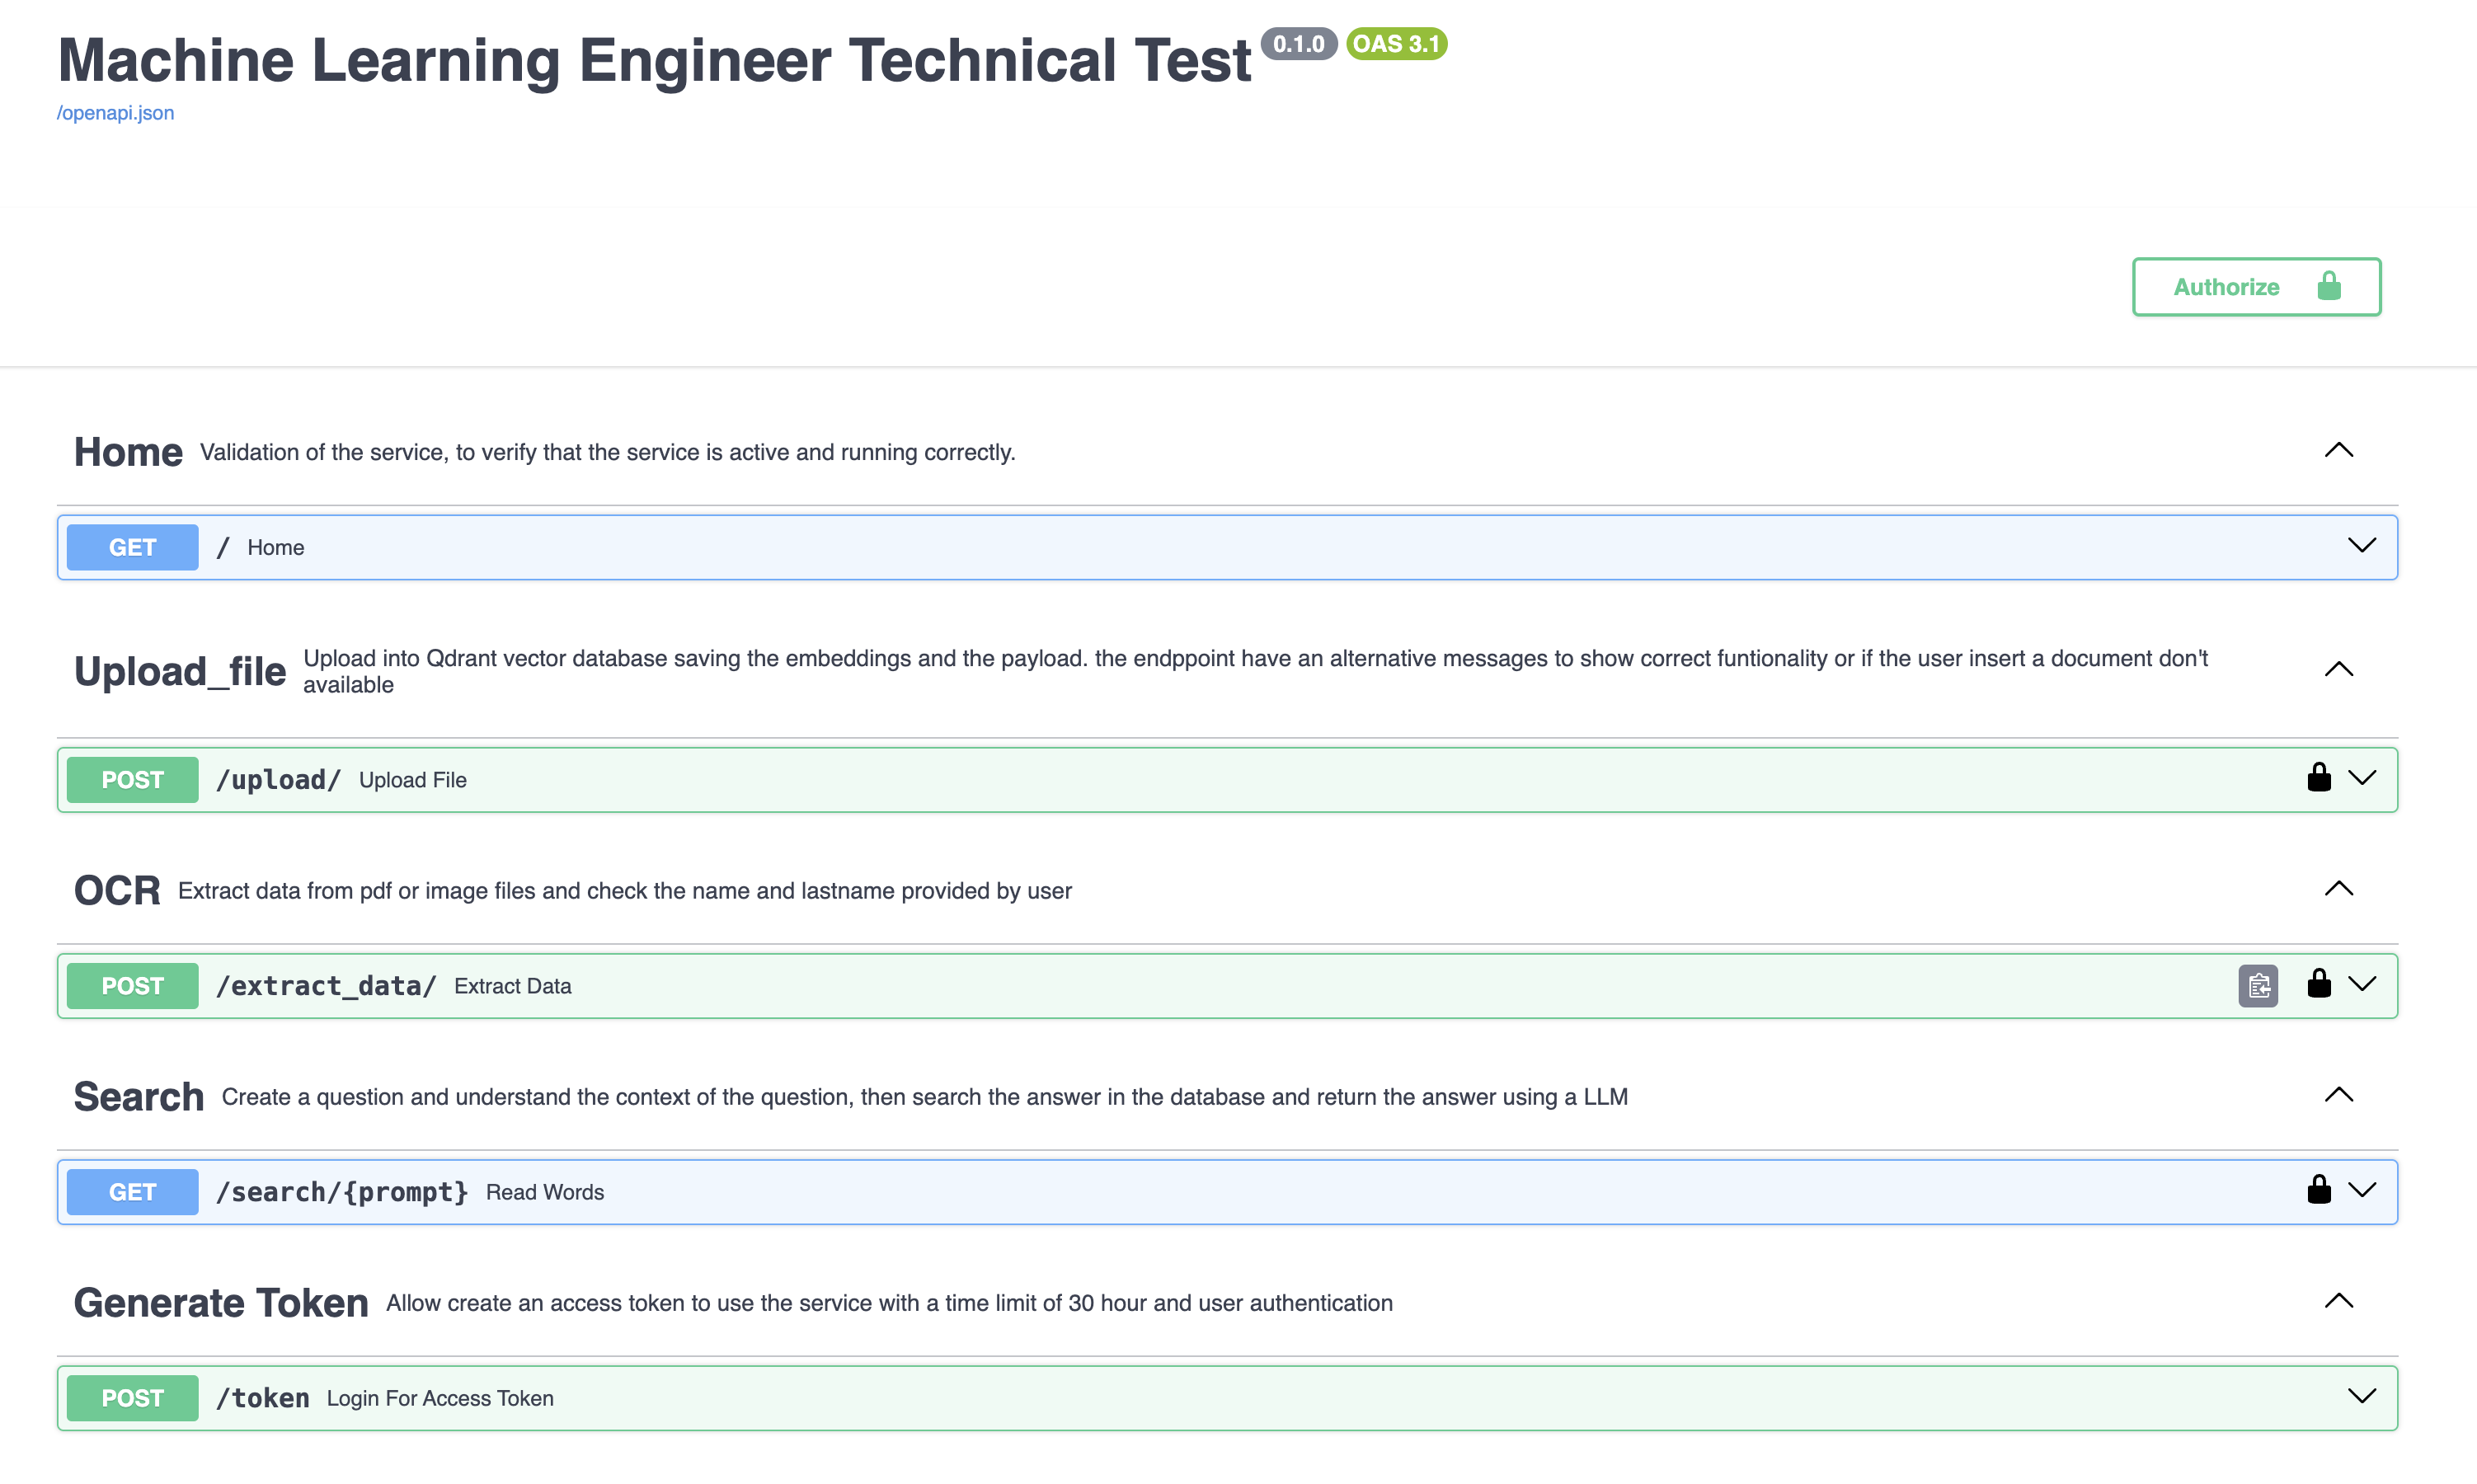 Machine Learning Engineer Technical Test 0.1.0 OAS 3.1
/openapi.json
Authorize
Home Validation of the service, to verify that the service is active and running correctly.
GET / Home
Upload_file Upload into Qdrant vector database saving the embeddings and the payload. the endppoint have an alternative messages to show correct funtionality or if the user insert a document don't
available
POST /upload/ Upload File
OCR Extract data from pdf or image files and check the name and lastname provided by user
POST /extract_data/ Extract Data
Search Create a question and understand the context of the question, then search the answer in the database and return the answer using a LLM
GET /search/{prompt} Read Words
Generate Token Allow create an access token to use the service with a time limit of 30 hour and user authentication
POST /token Login For Access Token